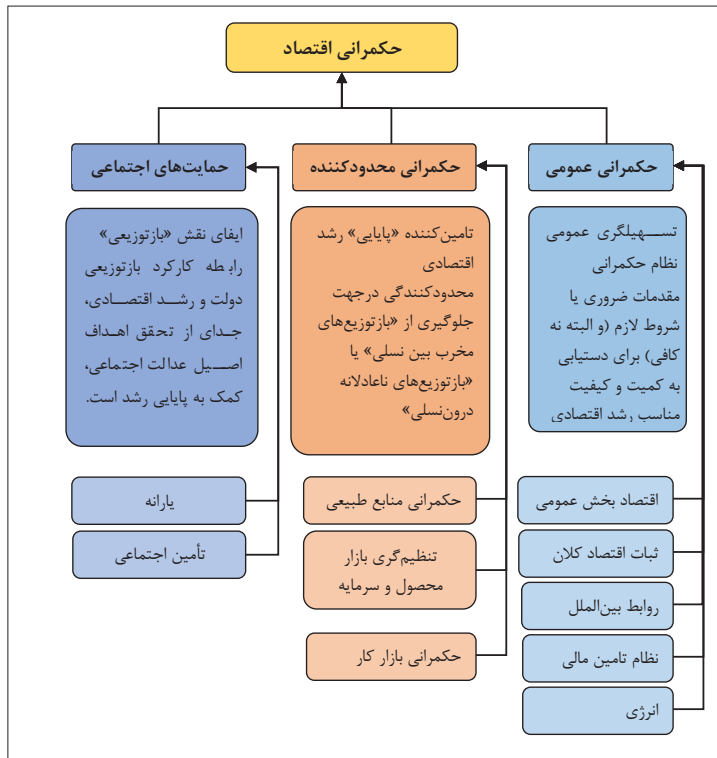 حکمرانی اقتصاد
حکمرانی عمومی
تسهیلگری عمومی
نظام حکمرانی
مقدمات ضروری یا
شروط لازم (و البته نه
کافی) برای دستیابی
به کمیت و کیفیت
مناسب رشد اقتصادی
اقتصاد بخش عمومی
ثبات اقتصاد کلان
روابط بین‌الملل
نظام تامین مالی
انرژی
حکمرانی محدودکننده
تامین‌کننده «پایایی» رشد
اقتصادی
محدودکنندگی درجهت
جلوگیری از «بازتوزیع‌های
مخرب بین نسلی» یا
«بازتوزیع‌های ناعادلانه
درون‌نسلی»
حکمرانی منابع طبیعی
تنظیم‌گری بازار
محصول و سرمایه
حکمرانی بازار کار
حمایت‌های اجتماعی
ایفای نقش «بازتوزیعی»
رابطه کارکرد بازتوزیعی
دولت و رشد اقتصادی،
جدای از تحقق اهداف
اصیل عدالت اجتماعی،
کمک به پایایی رشد است.
یارانه
تأمین اجتماعی